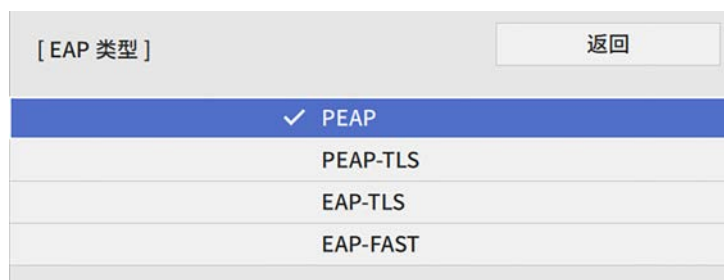 [ EAP 类型 ]
返回
PEAP
PEAP-TLS
EAP-TLS
EAP-FAST